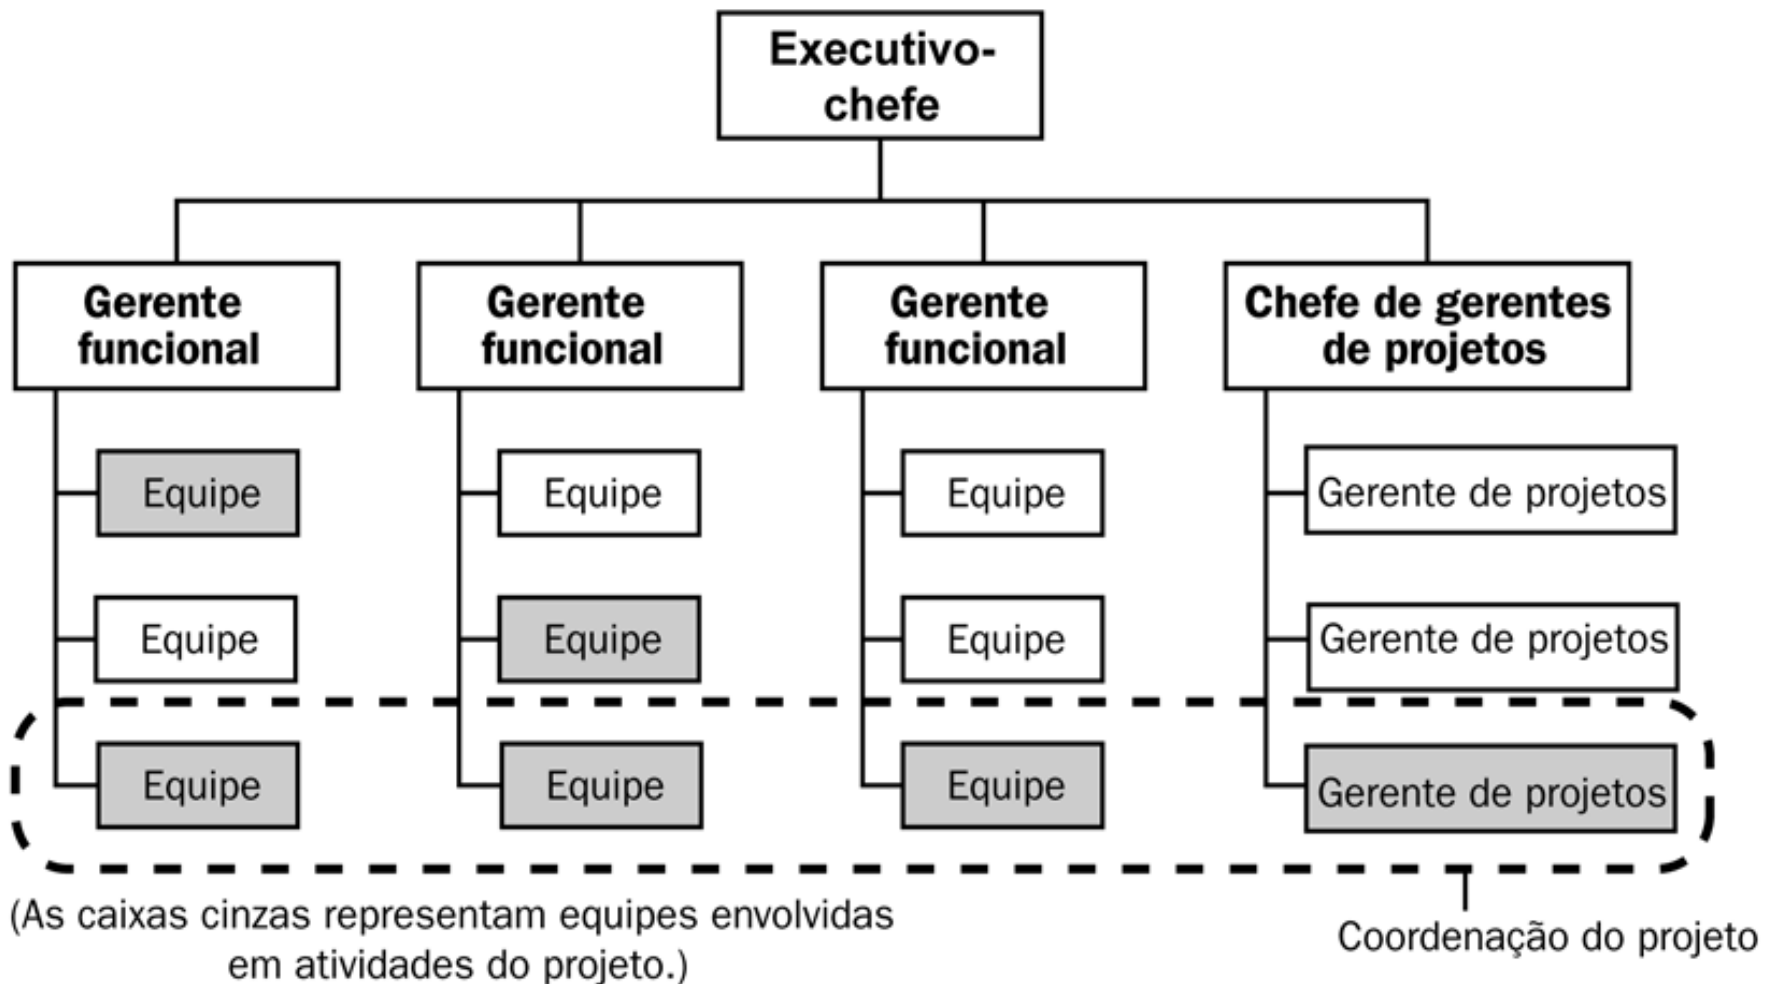 Executivo-
chefe
Gerente
funcional
Gerente
funcional
Gerente
funcional
Chefe de gerentes
de projetos
Equipe
Equipe
Equipe
Gerente de projetos
Equipe
Equipe
Equipe
Gerente de projetos
Equipe
Equipe
Equipe
Gerente de projetos
(As caixas cinzas representam equipes envolvidas
em atividades do projeto.)
Coordenação do projeto